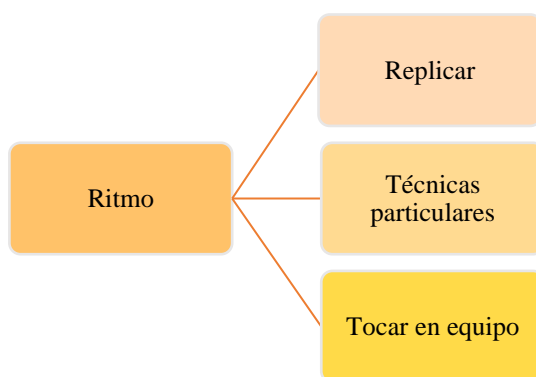 Ritmo
Replicar
Técnicas
particulares
Tocar en equipo